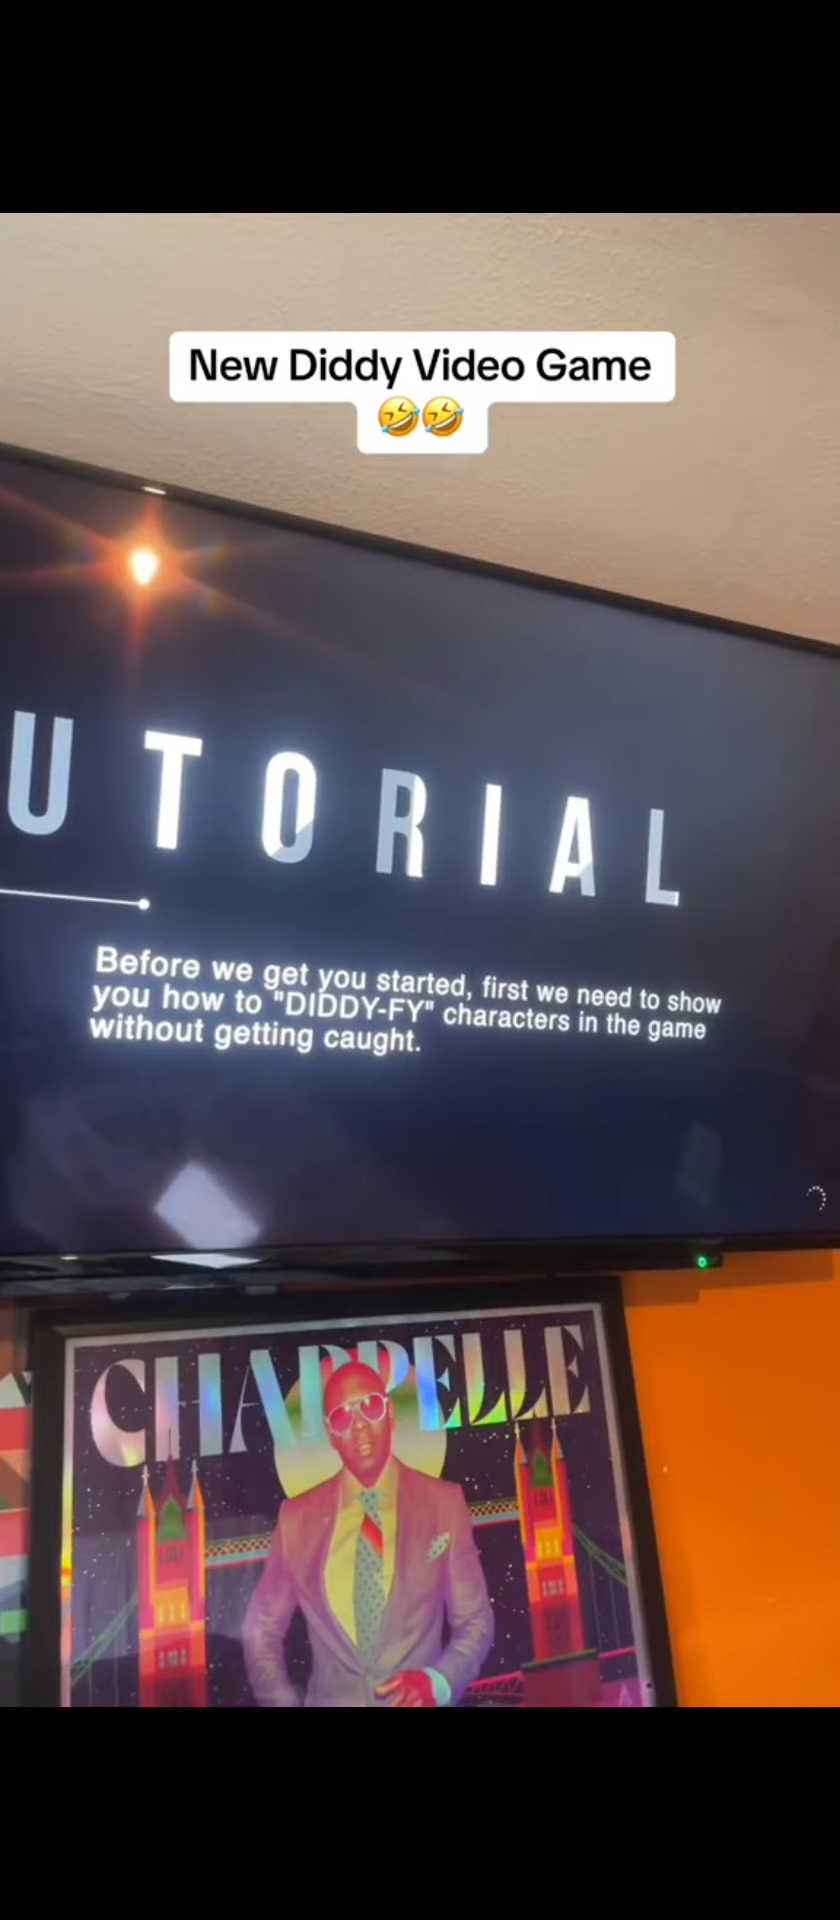 New Diddy Video Game
🤣🤣
UTORIAL
Before we get you started, first we need to show
you how to "DIDDY-FY" characters in the game
without getting caught.
CHAPPELLE